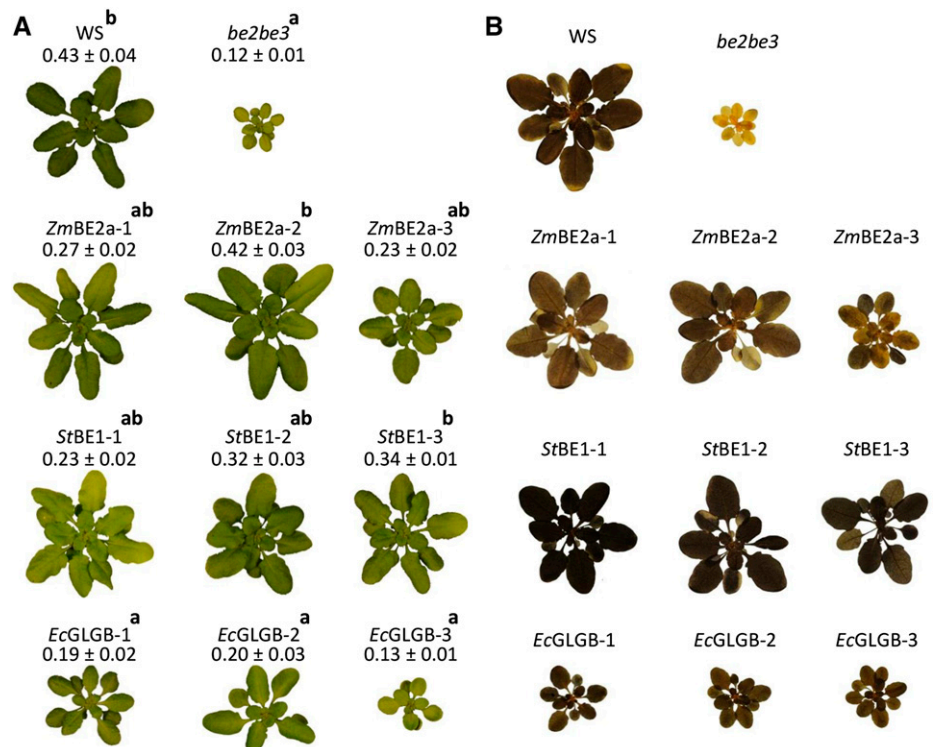 A
B
WS b
be2be3 a
0.43 ± 0.04
0.12 ± 0.01
WS
be2be3
ZmBE2a-1 ab
ZmBE2a-2 b
ZmBE2a-3 ab
0.27 ± 0.02
0.42 ± 0.03
0.23 ± 0.02
ZmBE2a-1
ZmBE2a-2
ZmBE2a-3
StBE1-1 ab
StBE1-2 ab
StBE1-3 b
0.23 ± 0.02
0.32 ± 0.03
0.34 ± 0.01
StBE1-1
StBE1-2
StBE1-3
EcGLGB-1 a
EcGLGB-2 a
EcGLGB-3 a
0.19 ± 0.02
0.20 ± 0.03
0.13 ± 0.01
EcGLGB-1
EcGLGB-2
EcGLGB-3